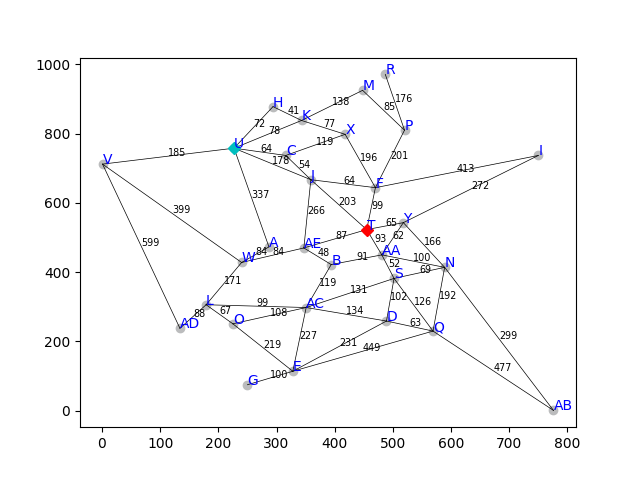 1000
800
600
400
200
0
0 100 200 300 400 500 600 700 800
R
M
176
H 41 138 85
K
72 78 77 X P
U 64 C 119
178 54 196 201 I
185
V
J 64 F 413 272
337 203 99
399 266
T 65 Y
599 87 93 62 166
A AE AA
W 84 84 48 91 100 N
B 52 69
171 S
119 131 102 126 192
L 99 AC
88 67 108 134 299
AD O D 63 Q
219 227 231 449 477
E
G 100
AB